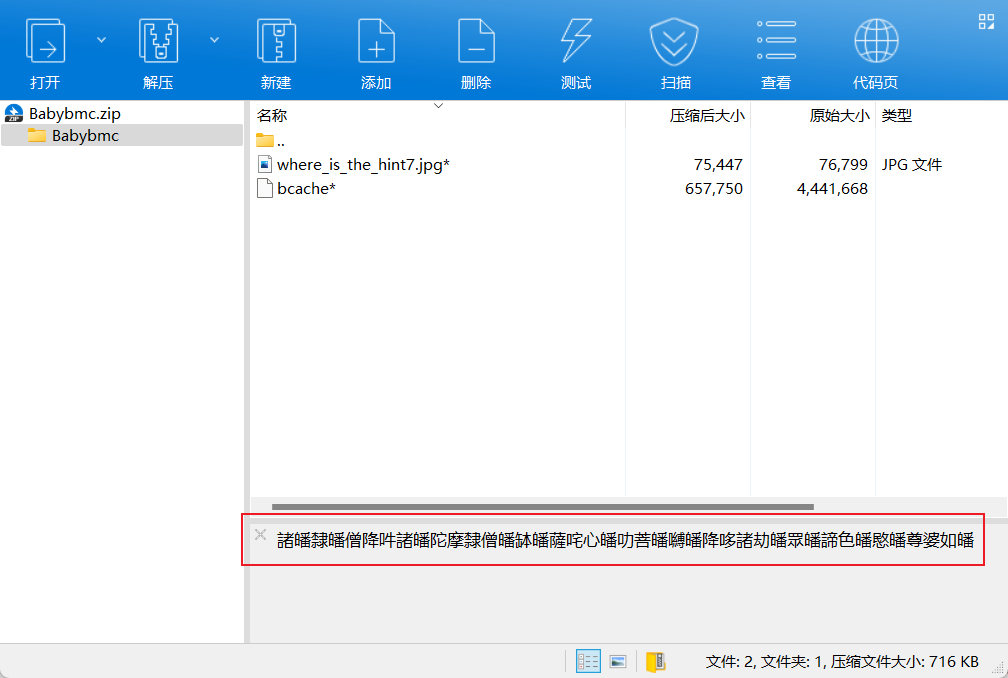 打开 解压 新建 添加 删除 测试 扫描 查看 代码页
Babybmc.zip
Babybmc
名称 压缩后大小 原始大小 类型
..
where_is_the_hint7.jpg* 75,447 76,799 JPG 文件
bcache* 657,750 4,441,668
諸皤隸皤僧降吽諸皤陀摩隸僧皤缽皤薩咤心皤叻菩皤嚩皤降哆諸劫皤眾皤諦色皤愍皤尊婆如皤
文件: 2, 文件夹: 1, 压缩文件大小: 716 KB